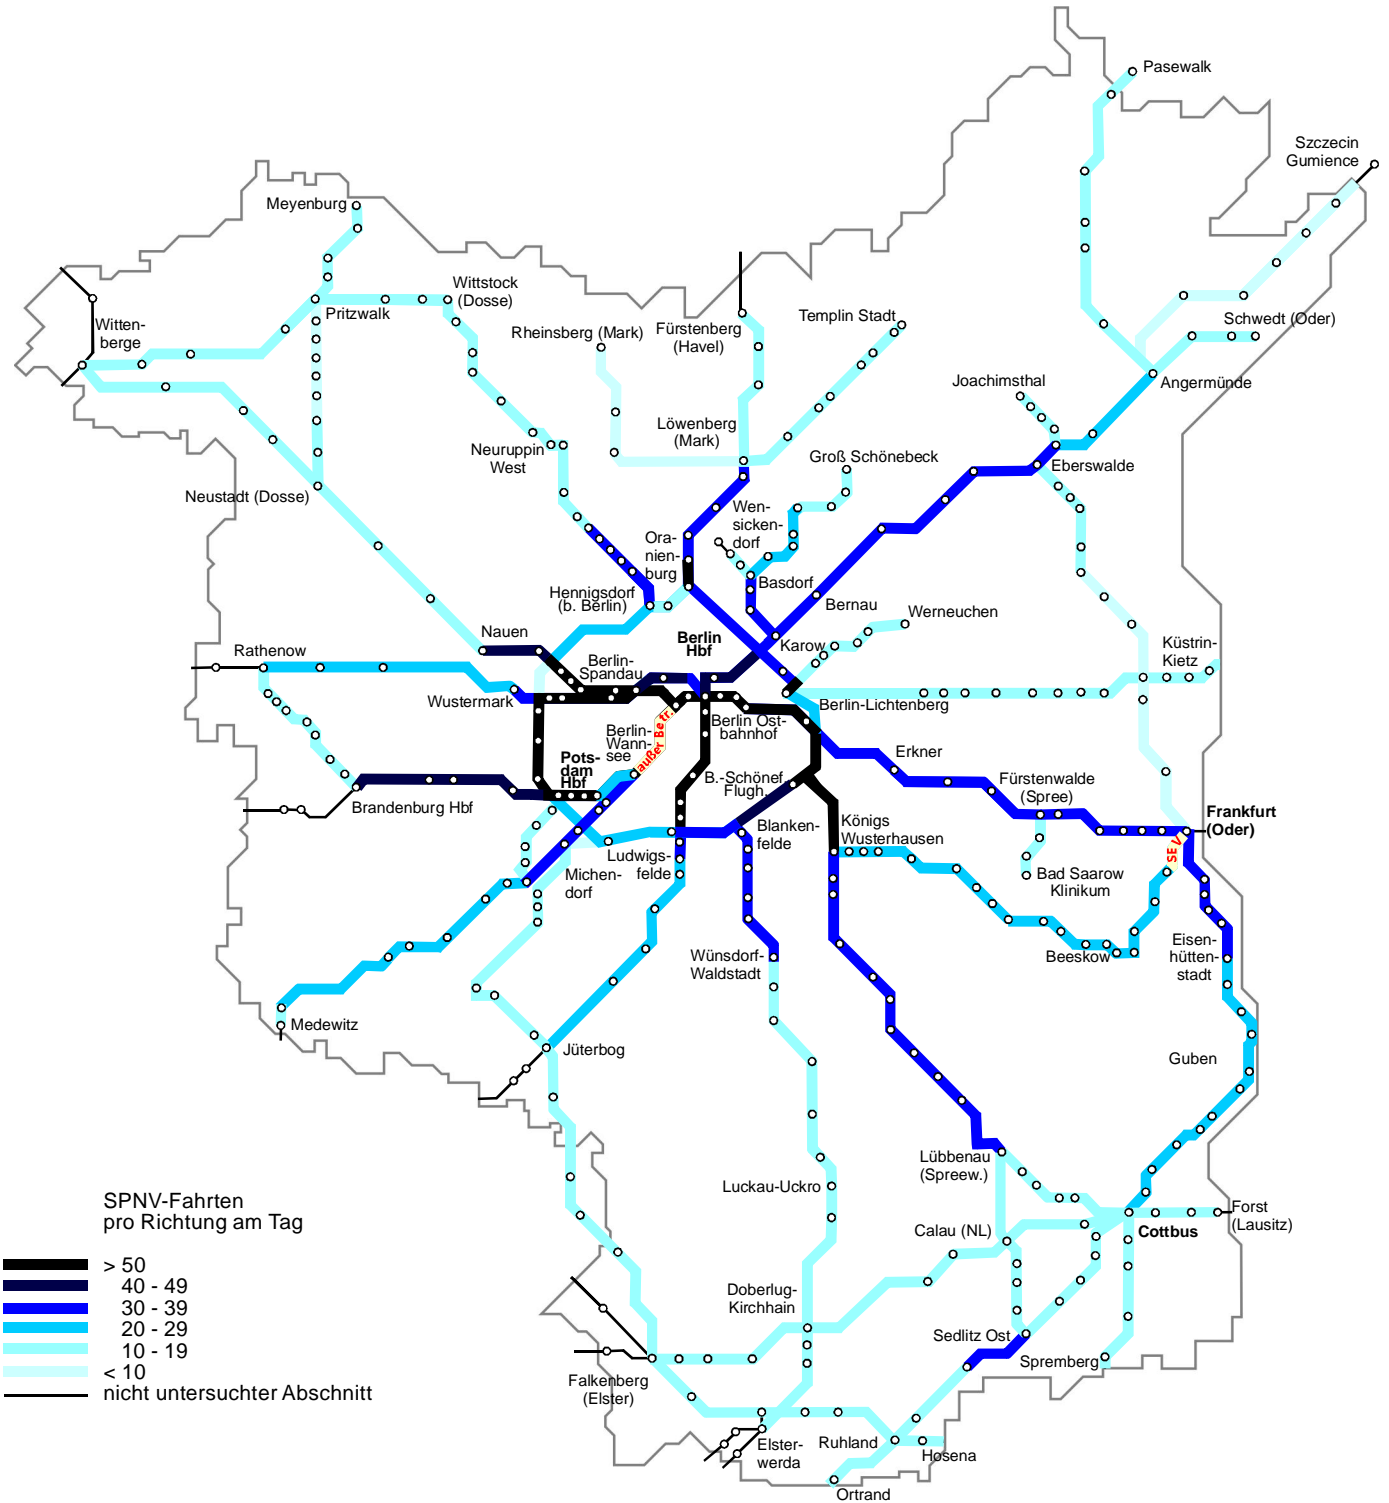 Pasewalk
Szczecin
Gumience
Meyenburg
Wittstock
(Dosse)
Pritzwalk
Witten-
berge
Rheinsberg (Mark)
Fürstenberg
(Havel)
Templin Stadt
Schwedt (Oder)
Joachimsthal
Angermünde
Löwenberg
(Mark)
Neuruppin
West
Groß Schönebeck
Eberswalde
Neustadt (Dosse)
Wen-
sicken-
dorf
Ora-
nien-
burg
Hennigsdorf
(b. Berlin)
Basdorf
Bernau
Werneuchen
Nauen
Berlin
Hbf
Karow
Küstrin-
Kietz
Rathenow
Berlin-
Spandau
Wustermark
Berlin-Lichtenberg
Berlin Ost-
bahnhof
Berlin-
Wann-
see
außer Betr.
Erkner
Pots-
dam
Hbf
B.-Schönef.
Flugh.
Fürstenwalde
(Spree)
Brandenburg Hbf
Frankfurt
(Oder)
Blanken-
felde
Königs
Wusterhausen
SEV
Ludwigs-
felde
Michen-
dorf
Bad Saarow
Klinikum
Wünsdorf-
Waldstadt
Beeskow
Eisen-
hütten-
stadt
Medewitz
Jüterbog
Guben
Lübbenau
(Spreew.)
Luckau-Uckro
Forst
(Lausitz)
Calau (NL)
Cottbus
Doberlug-
Kirchhain
Sedlitz Ost
Spremberg
Falkenberg
(Elster)
Elster-
werda
Ruhland
Hosena
Ortrand
SPNV-Fahrten
pro Richtung am Tag
> 50
40 - 49
30 - 39
20 - 29
10 - 19
< 10
nicht untersuchter Abschnitt